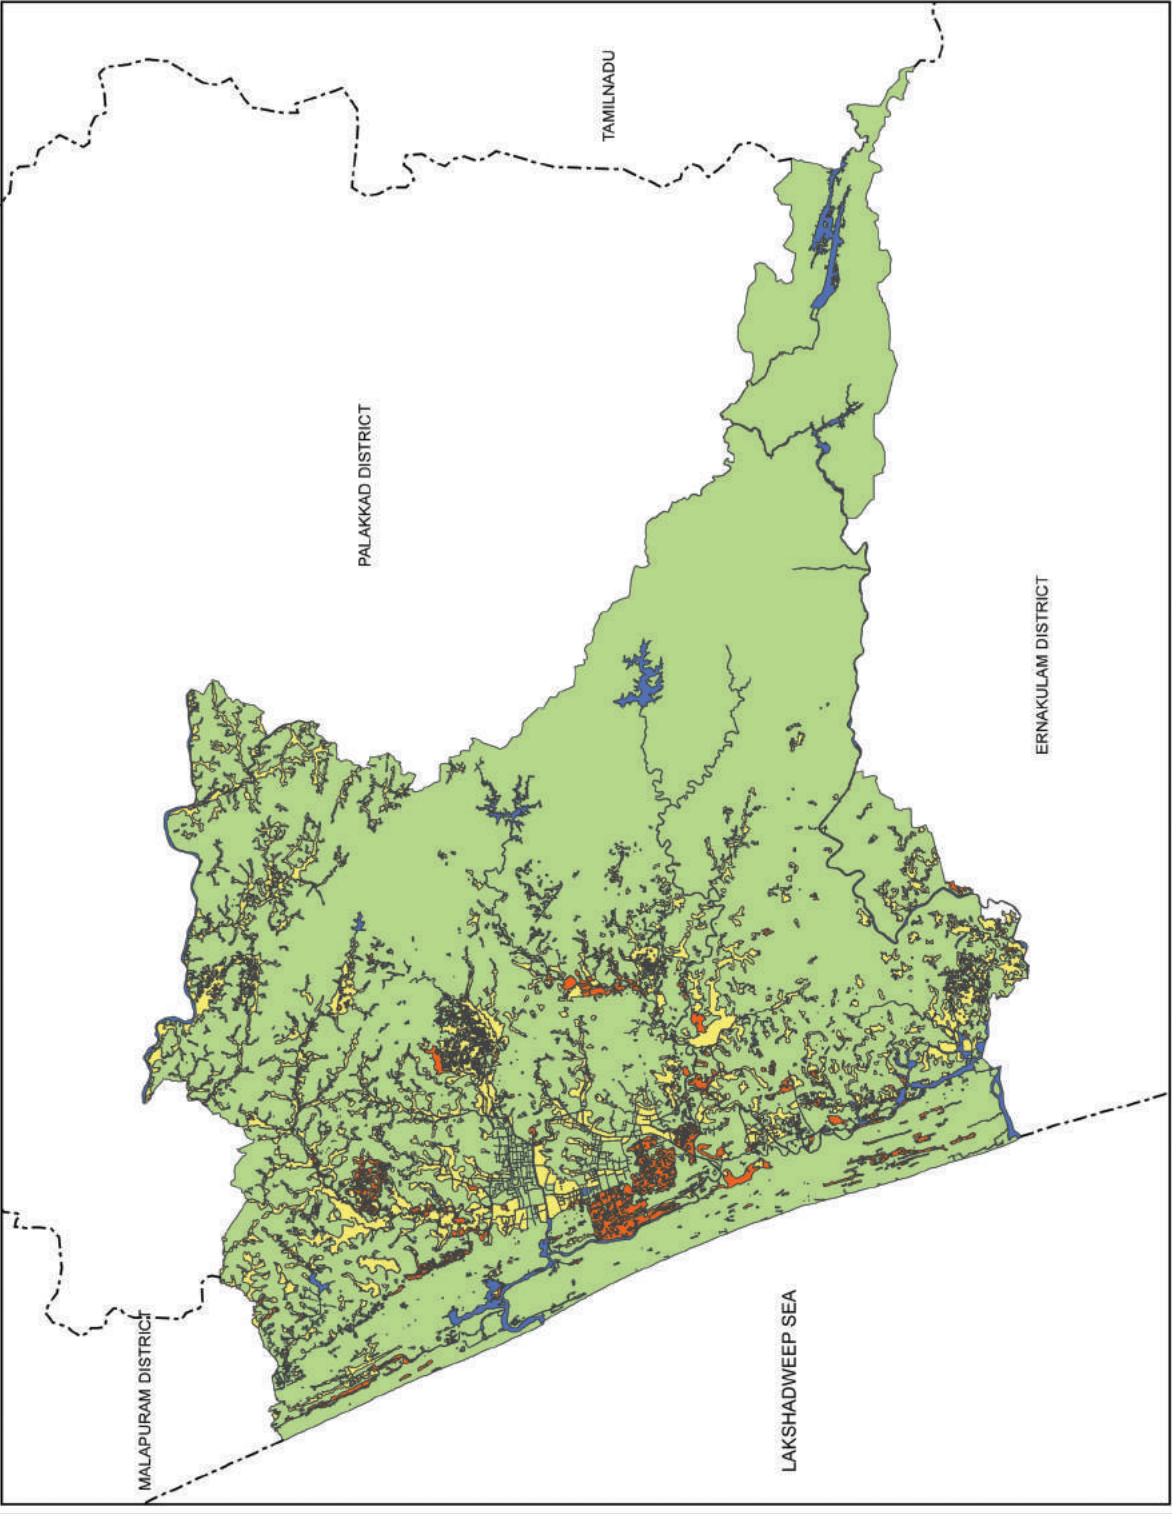 TAMILNADU
PALAKKAD DISTRICT
ERNAKULAM DISTRICT
MALAPURAM DISTRICT
LAKSHADWEEP SEA